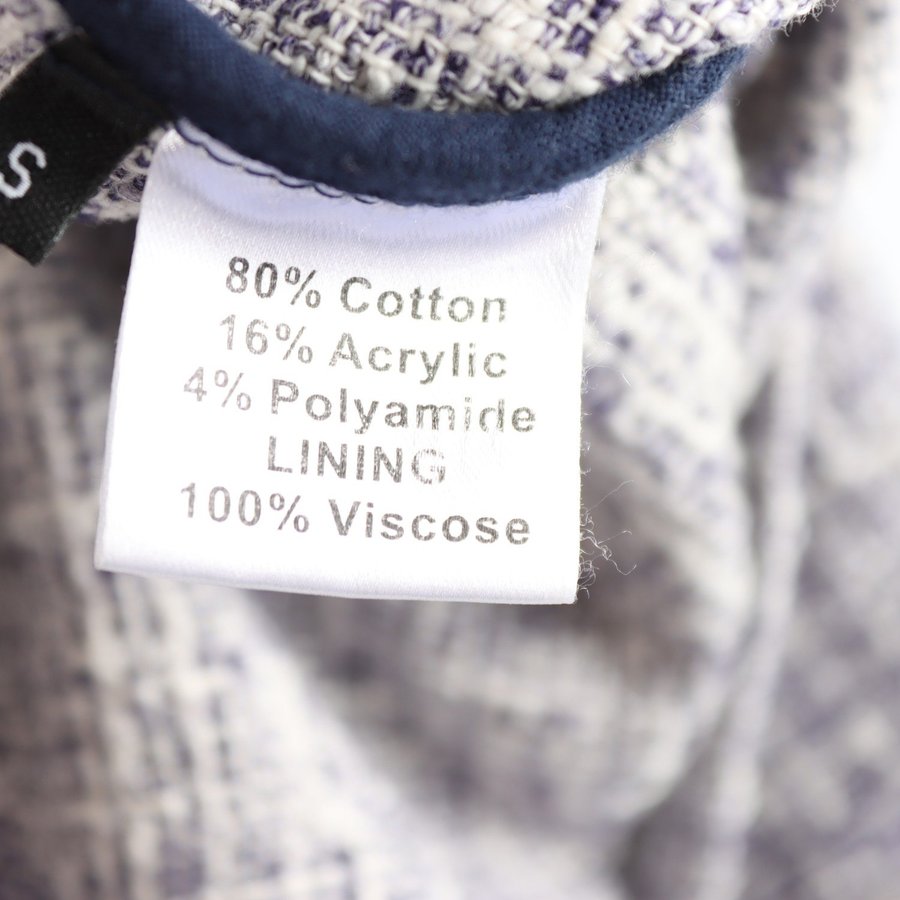 S
80% Cotton
16% Acrylic
4% Polyamide
LINING
100% Viscose